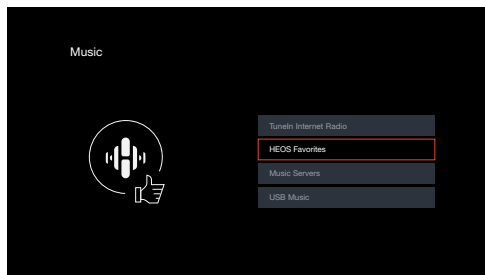 Music
TuneIn Internet Radio
HEOS Favorites
Music Servers
USB Music